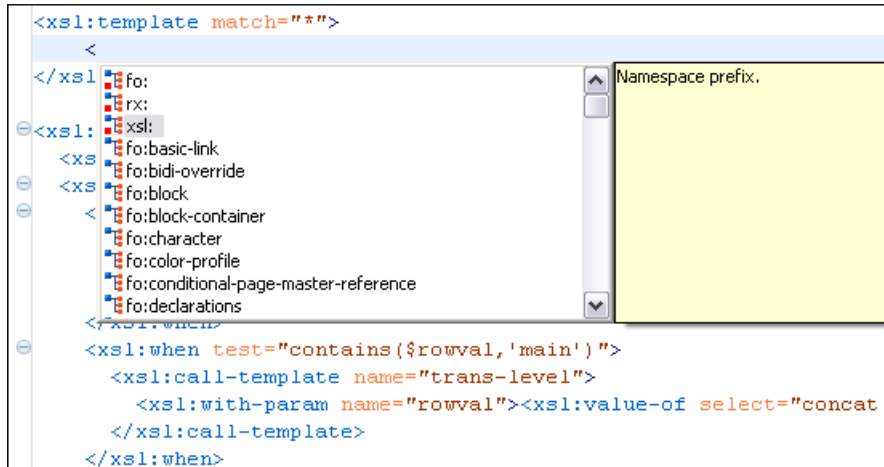 <xsl:template match="*">
<
</xsl
fo:
Namespace prefix.
rx:
xsl:
<xsl:
fo:basic-link
<xs
fo:bidi-override
<xs
fo:block
<
fo:block-container
fo:character
fo:color-profile
fo:conditional-page-master-reference
fo:declarations
</xsl:when>
<xsl:when test="contains($rowval,'main')">
<xsl:call-template name="trans-level">
<xsl:with-param name="rowval"><xsl:value-of select="concat
</xsl:call-template>
</xsl:when>